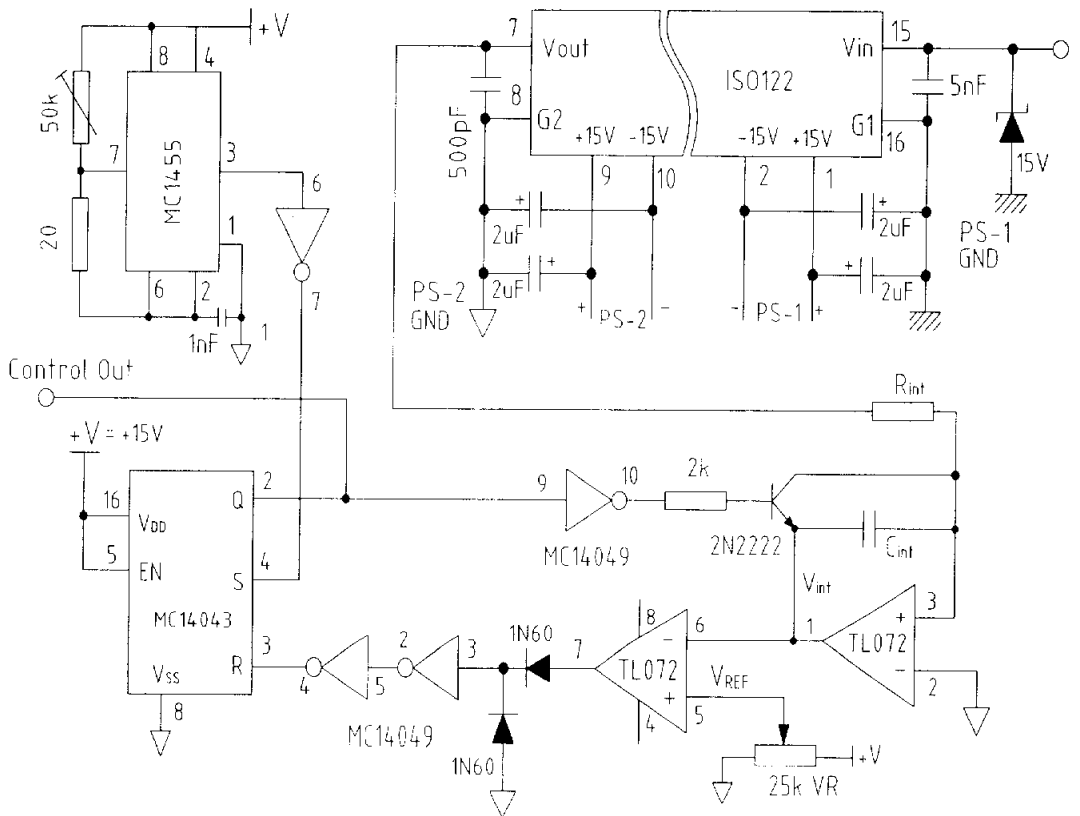 +V
8
4
50k
7
MC1455
3
6
20
1
6
2
7
1nF
1
7
Vout
8
G2
500pF
+15V
-15V
9
10
ISO122
Vin
15
5nF
G1
16
-15V
+15V
2
1
15V
2uF
2uF
PS-2
GND
+
PS-2
-
2uF
2uF
-
PS-1
+
PS-1
GND
Control Out
+V = +15V
16
VDD
5
EN
MC14043
VSS
8
Q
2
S
4
R
3
9
10
MC14049
2k
2N2222
Rint
Cint
Vint
+
3
TL072
1
-
2
8
-
6
TL072
+
5
4
VREF
25k VR
+V
7
1N60
1N60
3
2
5
4
MC14049
+
+
+
+